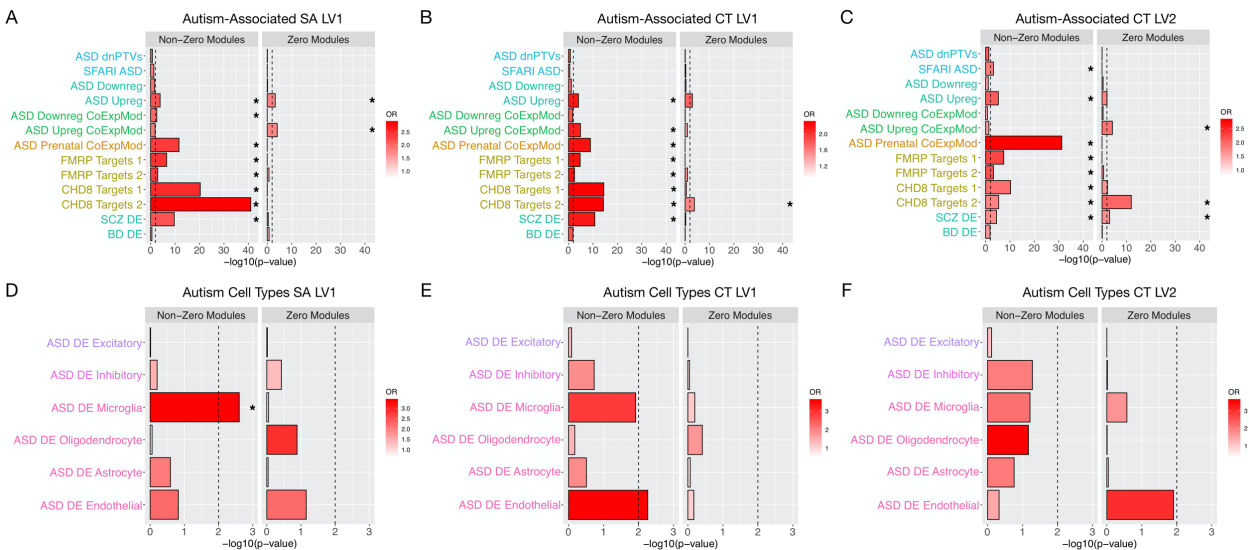 A
Autism-Associated SA LV1
Non-Zero Modules
Zero Modules
ASD dnPTVs
SFARI ASD
ASD Downreg
ASD Upreg
*
*
ASD Downreg CoExpMod
*
ASD Upreg CoExpMod
*
ASD Prenatal CoExpMod
*
FMRP Targets 1
*
FMRP Targets 2
*
CHD8 Targets 1
*
CHD8 Targets 2
*
SCZ DE
*
BD DE
0 10 20 30 40 0 10 20 30 40
−log10(p-value)
OR
2.5
2.0
1.5
1.0
B
Autism-Associated CT LV1
Non-Zero Modules
Zero Modules
ASD dnPTVs
SFARI ASD
ASD Downreg
ASD Upreg
*
ASD Downreg CoExpMod
ASD Upreg CoExpMod
*
ASD Prenatal CoExpMod
*
FMRP Targets 1
*
FMRP Targets 2
*
CHD8 Targets 1
*
CHD8 Targets 2
*
*
SCZ DE
*
BD DE
0 10 20 30 40 0 10 20 30 40
−log10(p-value)
OR
2.0
1.6
1.2
C
Autism-Associated CT LV2
Non-Zero Modules
Zero Modules
ASD dnPTVs
SFARI ASD
*
ASD Downreg
ASD Upreg
*
ASD Downreg CoExpMod
ASD Upreg CoExpMod
*
ASD Prenatal CoExpMod
*
FMRP Targets 1
*
FMRP Targets 2
*
CHD8 Targets 1
*
CHD8 Targets 2
*
*
SCZ DE
*
*
BD DE
0 10 20 30 40 0 10 20 30 40
−log10(p-value)
OR
2.5
2.0
1.5
1.0
D
Autism Cell Types SA LV1
Non-Zero Modules
Zero Modules
ASD DE Excitatory
ASD DE Inhibitory
ASD DE Microglia
*
ASD DE Oligodendrocyte
ASD DE Astrocyte
ASD DE Endothelial
0 1 2 3 0 1 2 3
−log10(p-value)
OR
3.0
2.5
2.0
1.5
1.0
E
Autism Cell Types CT LV1
Non-Zero Modules
Zero Modules
ASD DE Excitatory
ASD DE Inhibitory
ASD DE Microglia
ASD DE Oligodendrocyte
ASD DE Astrocyte
ASD DE Endothelial
0 1 2 3 0 1 2 3
−log10(p-value)
OR
3
2
1
F
Autism Cell Types CT LV2
Non-Zero Modules
Zero Modules
ASD DE Excitatory
ASD DE Inhibitory
ASD DE Microglia
ASD DE Oligodendrocyte
ASD DE Astrocyte
ASD DE Endothelial
0 1 2 3 0 1 2 3
−log10(p-value)
OR
3
2
1